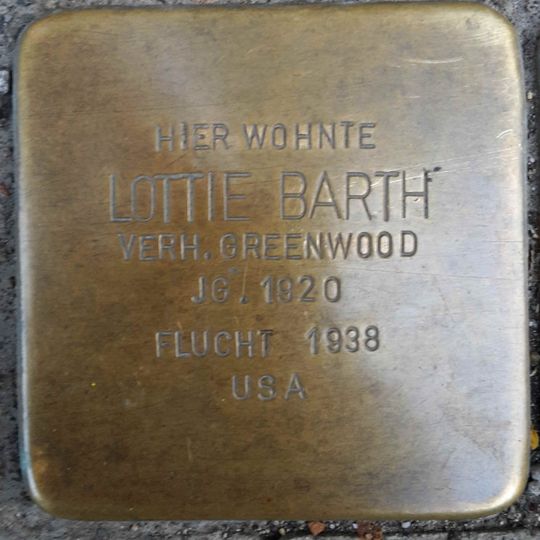 HIER WOHNTE
LOTTIE BARTH
VERH. GREENWOOD
JG. 1920
FLUCHT 1938
USA